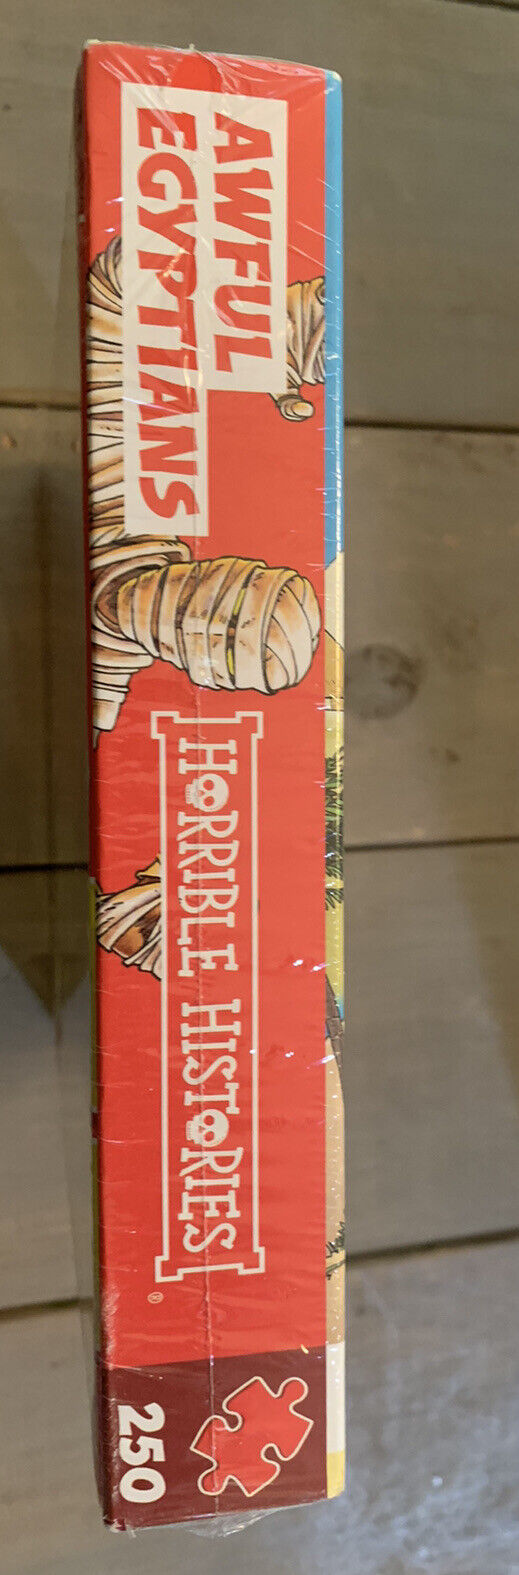 AWFUL
EGYPTIANS
HORRIBLE HISTORIES
®
250